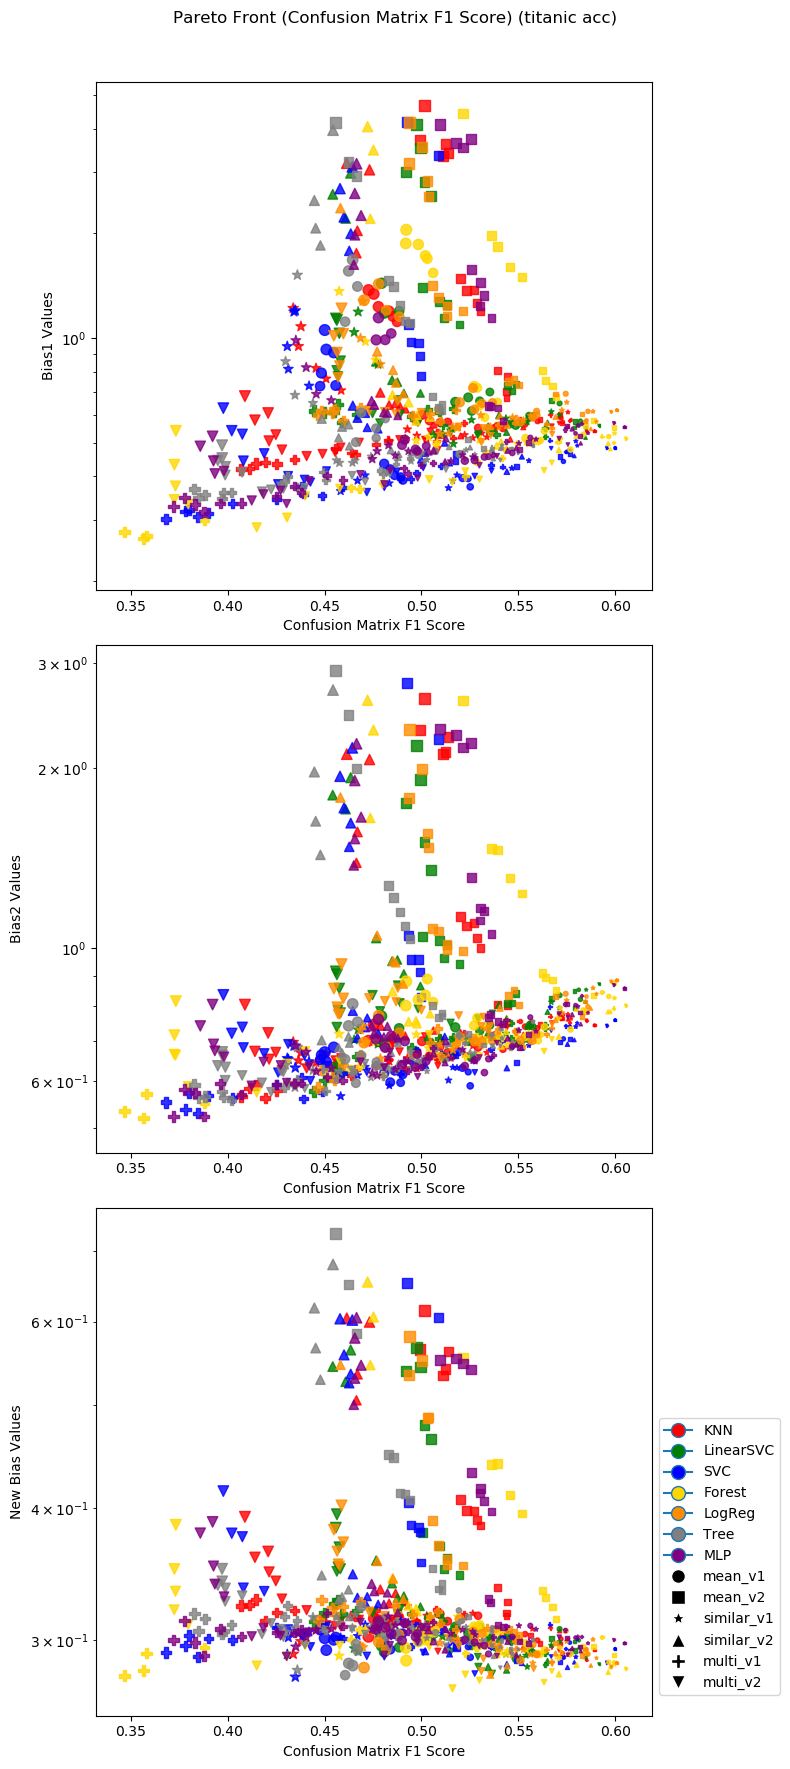 Pareto Front (Confusion Matrix F1 Score) (titanic acc)
Bias1 Values
10⁰
0.35 0.40 0.45 0.50 0.55 0.60
Confusion Matrix F1 Score
Bias2 Values
3 × 10⁰
2 × 10⁰
10⁰
6 × 10⁻¹
0.35 0.40 0.45 0.50 0.55 0.60
Confusion Matrix F1 Score
New Bias Values
6 × 10⁻¹
4 × 10⁻¹
3 × 10⁻¹
0.35 0.40 0.45 0.50 0.55 0.60
Confusion Matrix F1 Score
KNN
LinearSVC
SVC
Forest
LogReg
Tree
MLP
mean_v1
mean_v2
similar_v1
similar_v2
multi_v1
multi_v2